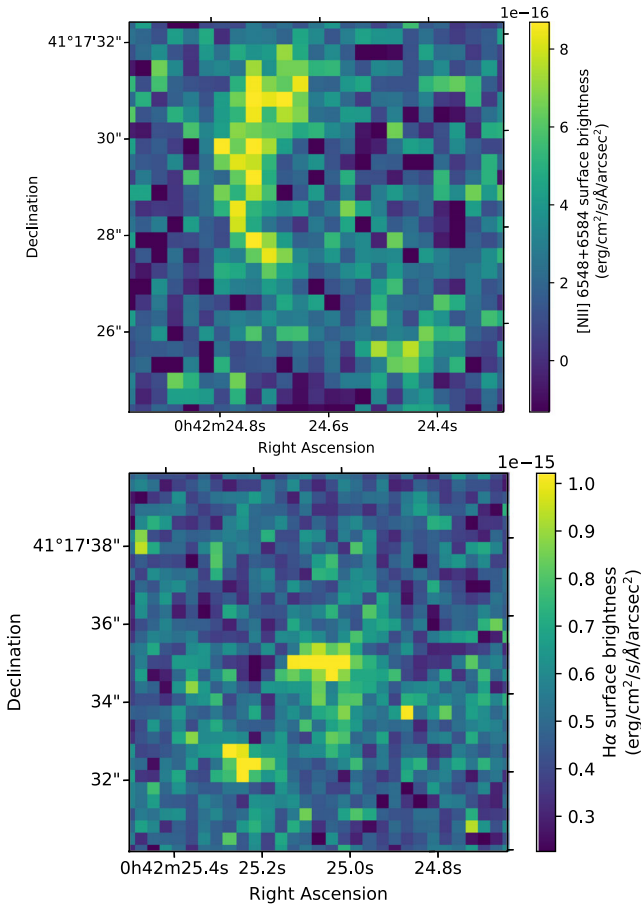 1e−16
41°17'32"
30"
28"
26"
Declination
0h42m24.8s
24.6s
24.4s
Right Ascension
8
6
4
2
0
[NII] 6548+6584 surface brightness
(erg/cm²/s/Å/arcsec²)
1e−15
41°17'38"
36"
34"
32"
Declination
0h42m25.4s
25.2s
25.0s
24.8s
Right Ascension
1.0
0.9
0.8
0.7
0.6
0.5
0.4
0.3
Hα surface brightness
(erg/cm²/s/Å/arcsec²)